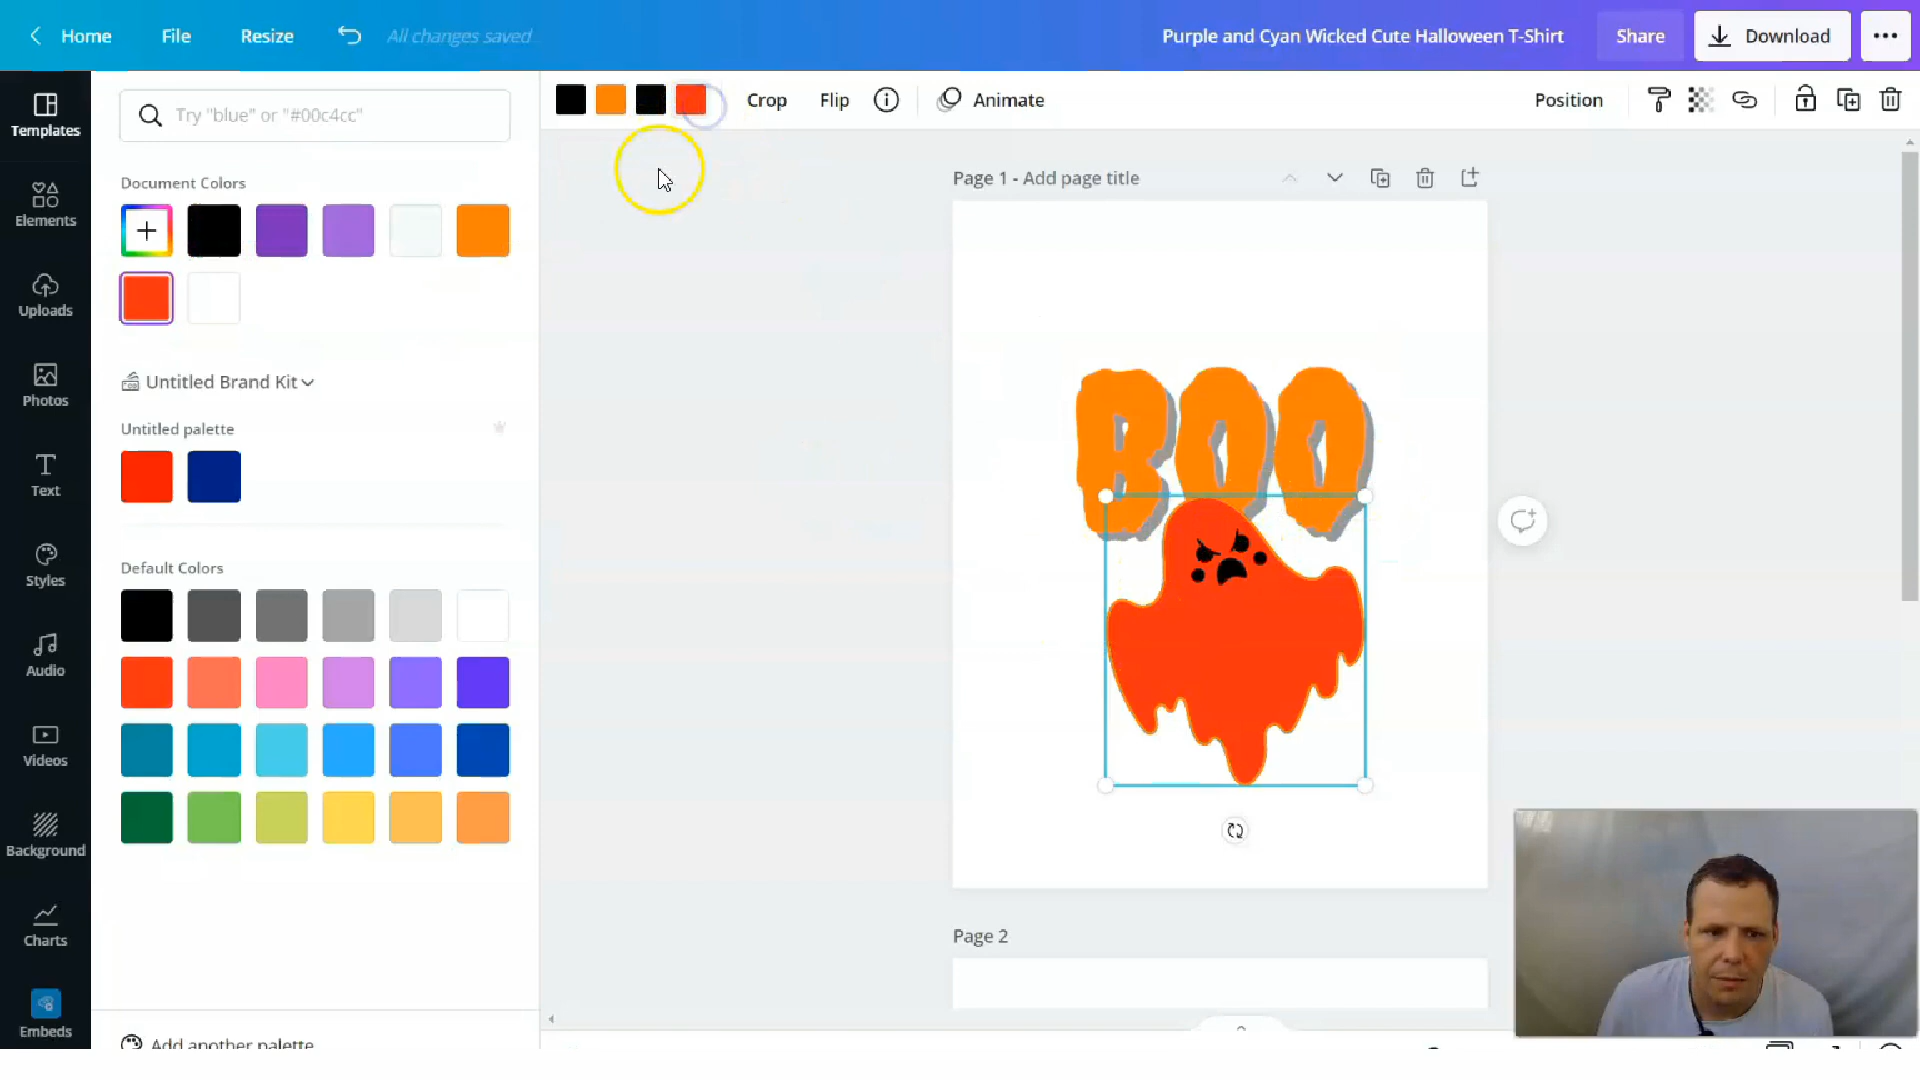 Home
File
Resize
All changes saved
Purple and Cyan Wicked Cute Halloween T-Shirt
Share
Download
Templates
Elements
Uploads
Photos
Text
Styles
Audio
Videos
Background
Charts
Embeds
Try "blue" or "#00c4cc"
Document Colors
Untitled Brand Kit
Untitled palette
Default Colors
Add another palette
Crop
Flip
Animate
Position
Page 1 - Add page title
BOO
Page 2